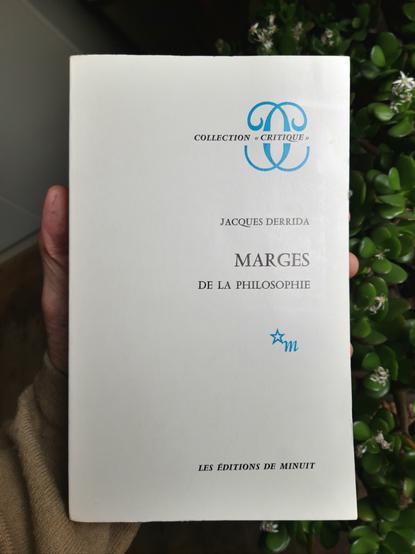 COLLECTION « CRITIQUE »
JACQUES DERRIDA
MARGES
DE LA PHILOSOPHIE
m
LES ÉDITIONS DE MINUIT